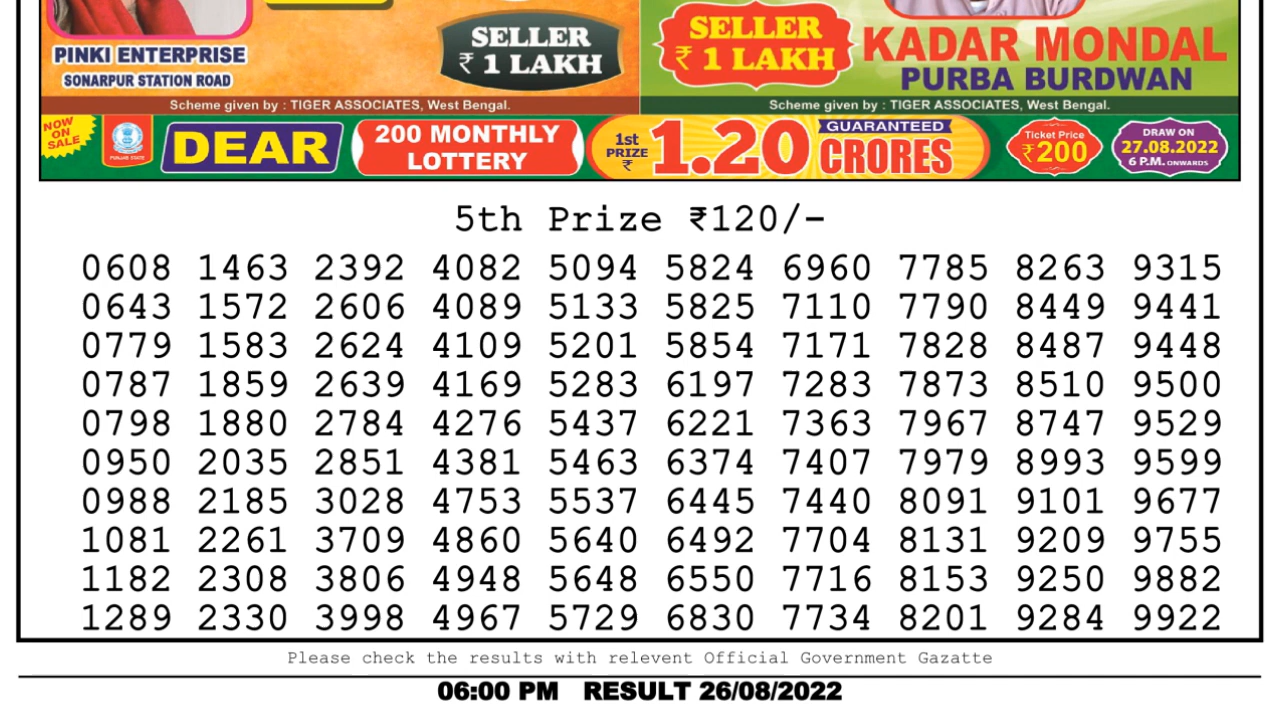 PINKI ENTERPRISE
SONARPUR STATION ROAD
SELLER
₹ 1 LAKH
SELLER
₹ 1 LAKH
KADAR MONDAL
PURBA BURDWAN
Scheme given by : TIGER ASSOCIATES, West Bengal.
Scheme given by : TIGER ASSOCIATES, West Bengal.
NOW
ON
SALE
PUNJAB STATE
DEAR
200 MONTHLY
LOTTERY
1st
PRIZE
₹
1.20
GUARANTEED
CRORES
Ticket Price
₹200
DRAW ON
27.08.2022
6 P.M. ONWARDS
5th Prize ₹120/-
0608 1463 2392 4082 5094 5824 6960 7785 8263 9315
0643 1572 2606 4089 5133 5825 7110 7790 8449 9441
0779 1583 2624 4109 5201 5854 7171 7828 8487 9448
0787 1859 2639 4169 5283 6197 7283 7873 8510 9500
0798 1880 2784 4276 5437 6221 7363 7967 8747 9529
0950 2035 2851 4381 5463 6374 7407 7979 8993 9599
0988 2185 3028 4753 5537 6445 7440 8091 9101 9677
1081 2261 3709 4860 5640 6492 7704 8131 9209 9755
1182 2308 3806 4948 5648 6550 7716 8153 9250 9882
1289 2330 3998 4967 5729 6830 7734 8201 9284 9922
Please check the results with relevent Official Government Gazatte
06:00 PM RESULT 26/08/2022